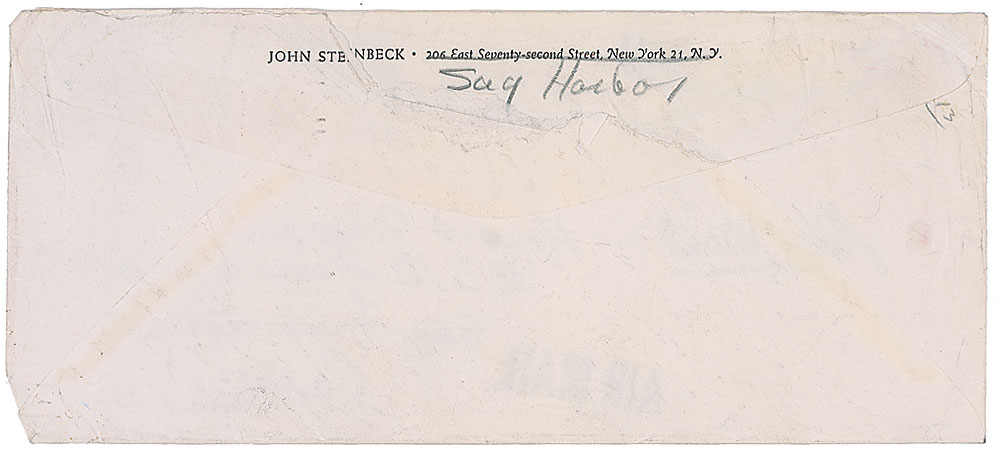 JOHN STEINBECK • 206 East Seventy-second Street, New York 21, N. Y.
Sag Harbor